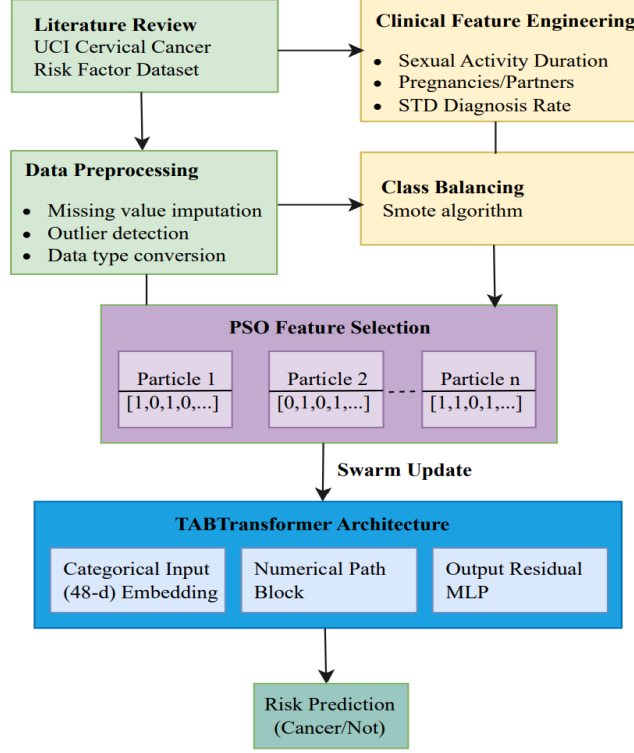 Literature Review
UCI Cervical Cancer
Risk Factor Dataset
Clinical Feature Engineering
• Sexual Activity Duration
• Pregnancies/Partners
• STD Diagnosis Rate
Data Preprocessing
• Missing value imputation
• Outlier detection
• Data type conversion
Class Balancing
Smote algorithm
PSO Feature Selection
Particle 1
[1,0,1,0,...]
Particle 2
[0,1,0,1,...]
Particle n
[1,1,0,1,...]
Swarm Update
TABTransformer Architecture
Categorical Input
(48-d) Embedding
Numerical Path
Block
Output Residual
MLP
Risk Prediction
(Cancer/Not)